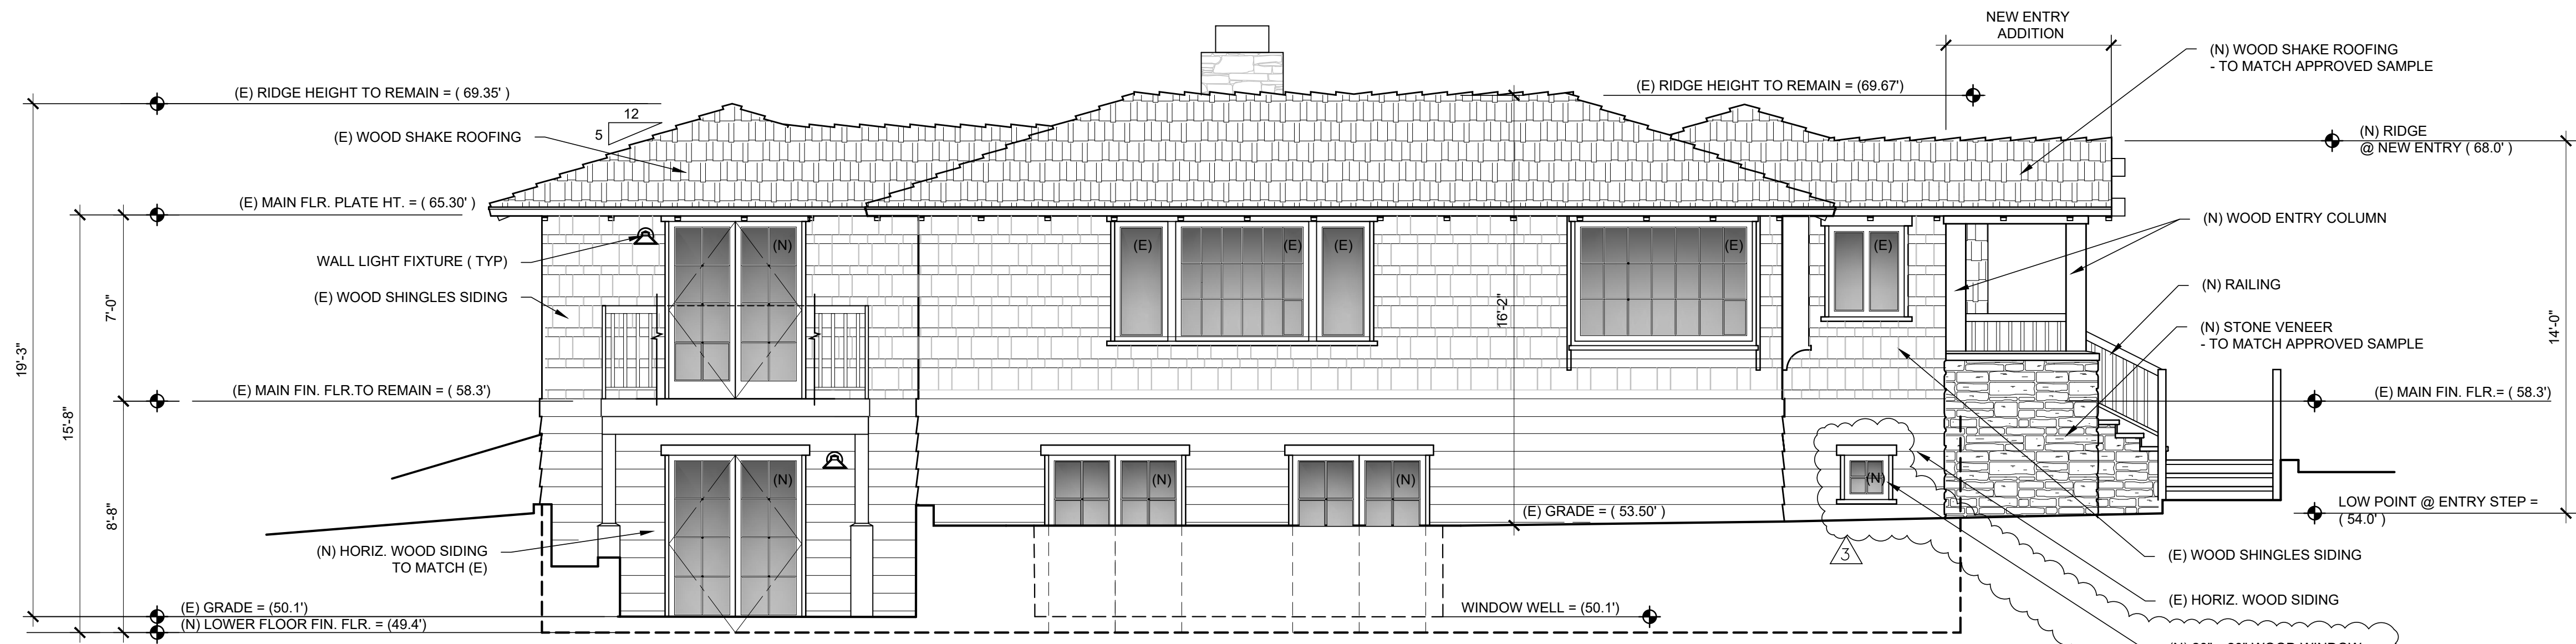 NEW ENTRY
ADDITION
(N) WOOD SHAKE ROOFING
- TO MATCH APPROVED SAMPLE
(E) RIDGE HEIGHT TO REMAIN = ( 69.35' )
(E) RIDGE HEIGHT TO REMAIN = (69.67')
12
5
(E) WOOD SHAKE ROOFING
(N) RIDGE
@ NEW ENTRY ( 68.0' )
(E) MAIN FLR. PLATE HT. = ( 65.30' )
(N) WOOD ENTRY COLUMN
(N)
(E)
(E)
(E)
(E)
(E)
WALL LIGHT FIXTURE ( TYP)
(E) WOOD SHINGLES SIDING
(N) RAILING
7'-0"
16'-2"
14'-0"
19'-3"
(N) STONE VENEER
- TO MATCH APPROVED SAMPLE
(E) MAIN FIN. FLR.TO REMAIN = ( 58.3')
(E) MAIN FIN. FLR.= ( 58.3')
15'-8"
8'-8"
(N)
(N)
(N)
(N)
(E) GRADE = ( 53.50' )
LOW POINT @ ENTRY STEP =
( 54.0' )
(N) HORIZ. WOOD SIDING
TO MATCH (E)
3
(E) WOOD SHINGLES SIDING
(E) HORIZ. WOOD SIDING
(E) GRADE = (50.1')
WINDOW WELL = (50.1')
(N) LOWER FLOOR FIN. FLR. = (49.4')